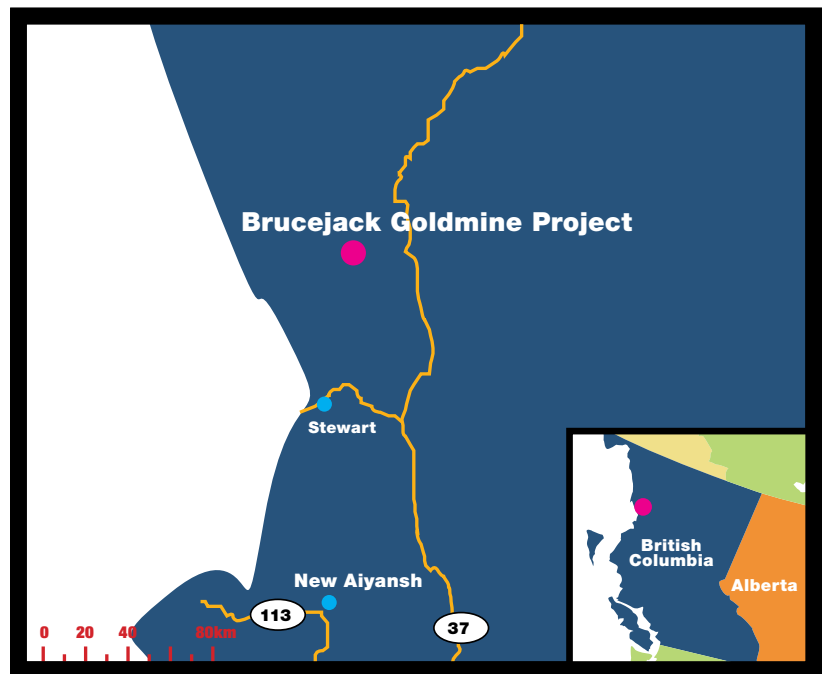 Brucejack Goldmine Project
Stewart
New Aiyansh
113
37
0 20 40 80km
British
Columbia
Alberta